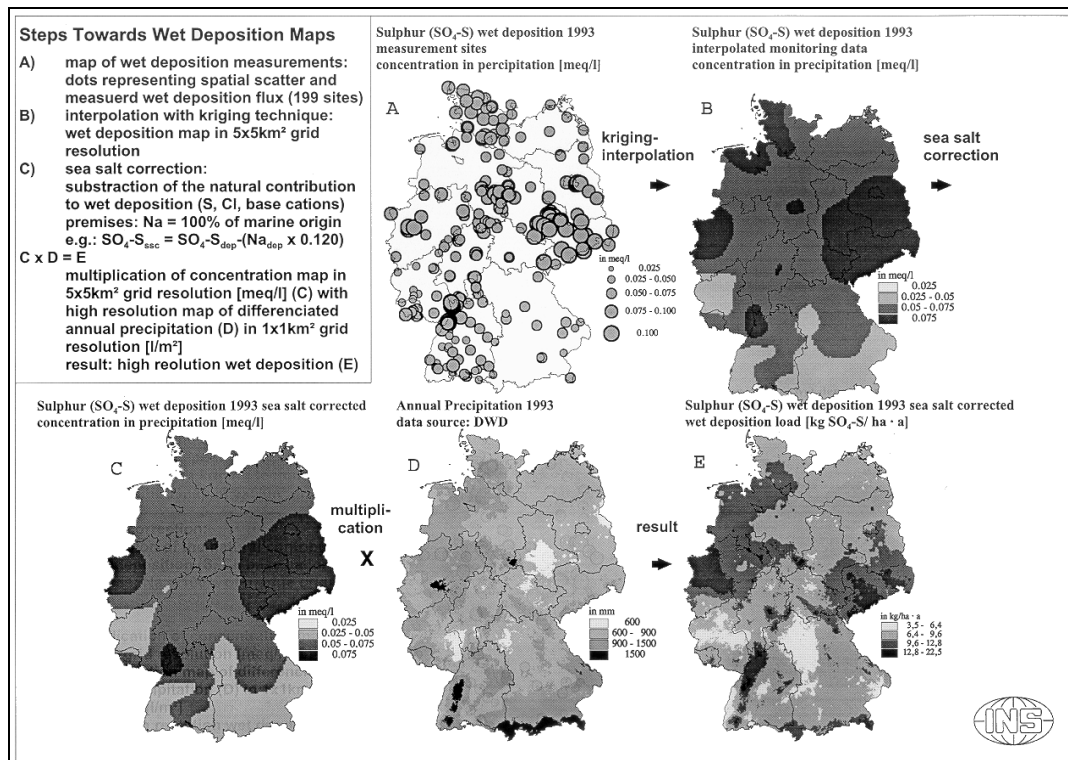 Steps Towards Wet Deposition Maps
A) map of wet deposition measurements:
dots representing spatial scatter and
measuerd wet deposition flux (199 sites)
B) interpolation with kriging technique:
wet deposition map in 5x5km² grid
resolution
C) sea salt correction:
substraction of the natural contribution
to wet deposition (S, Cl, base cations)
premises: Na = 100% of marine origin
e.g.: SO₄-Sssc = SO₄-Sdep-(Nadep x 0.120)
C x D = E
multiplication of concentration map in
5x5km² grid resolution [meq/l] (C) with
high resolution map of differenciated
annual precipitation (D) in 1x1km² grid
resolution [l/m²]
result: high reolution wet deposition (E)
Sulphur (SO₄-S) wet deposition 1993
measurement sites
concentration in percipitation [meq/l]
A
in meq/l
0.025
0.025 - 0.050
0.050 - 0.075
0.075 - 0.100
0.100
kriging-
interpolation
Sulphur (SO₄-S) wet deposition 1993
interpolated monitoring data
concentration in precipitation [meq/l]
B
in meq/l
0.025
0.025 - 0.05
0.05 - 0.075
0.075
sea salt
correction
Sulphur (SO₄-S) wet deposition 1993 sea salt corrected
concentration in precipitation [meq/l]
C
in meq/l
0.025
0.025 - 0.05
0.05 - 0.075
0.075
multipli-
cation
X
Annual Precipitation 1993
data source: DWD
D
in mm
600
600 - 900
900 - 1500
1500
result
Sulphur (SO₄-S) wet deposition 1993 sea salt corrected
wet deposition load [kg SO₄-S/ ha · a]
E
in kg/ha · a
3,5 - 6,4
6,4 - 9,6
9,6 - 12,8
12,8 - 22,5
INS